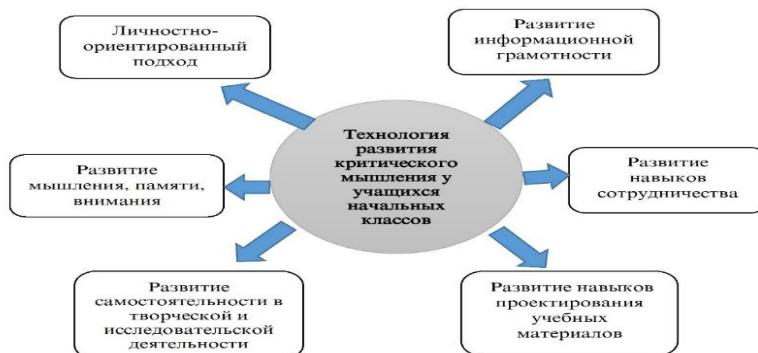 Личностно-
ориентированный
подход
Развитие
информационной
грамотности
Технология
развития
критического
мышления у
учащихся
начальных
классов
Развитие
мышления, памяти,
внимания
Развитие
навыков
сотрудничества
Развитие
самостоятельности в
творческой и
исследовательской
деятельности
Развитие навыков
проектирования
учебных
материалов